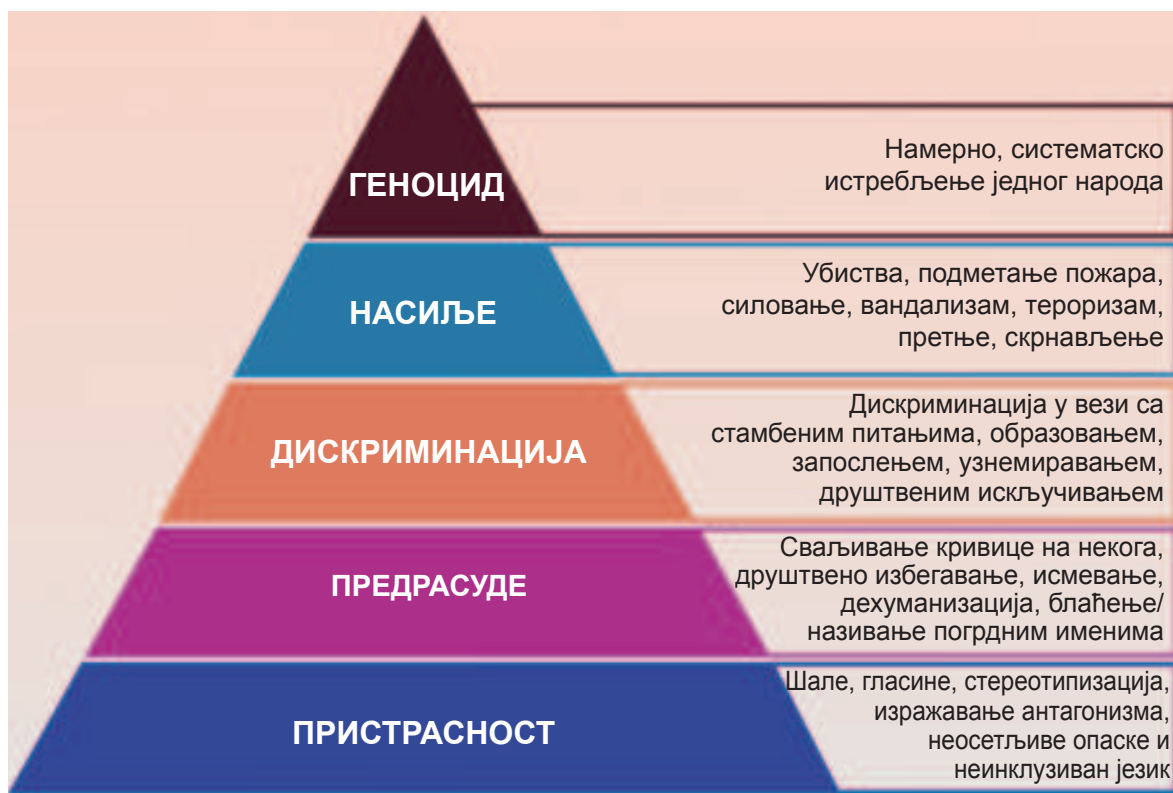 ГЕНОЦИД
Намерно, систематско
истребљење једног народа
НАСИЉЕ
Убиства, подметање пожара,
силовање, вандализам, тероризам,
претње, скрнављење
ДИСКРИМИНАЦИЈА
Дискриминација у вези са
стамбеним питањима, образовањем,
запослењем, узнемиравањем,
друштвеним искључивањем
ПРЕДРАСУДЕ
Сваљивање кривице на некога,
друштвено избегавање, исмевање,
дехуманизација, блаћење/
називање погрдним именима
ПРИСТРАСНОСТ
Шале, гласине, стереотипизација,
изражавање антагонизма,
неосетљиве опаске и
неинклузиван језик